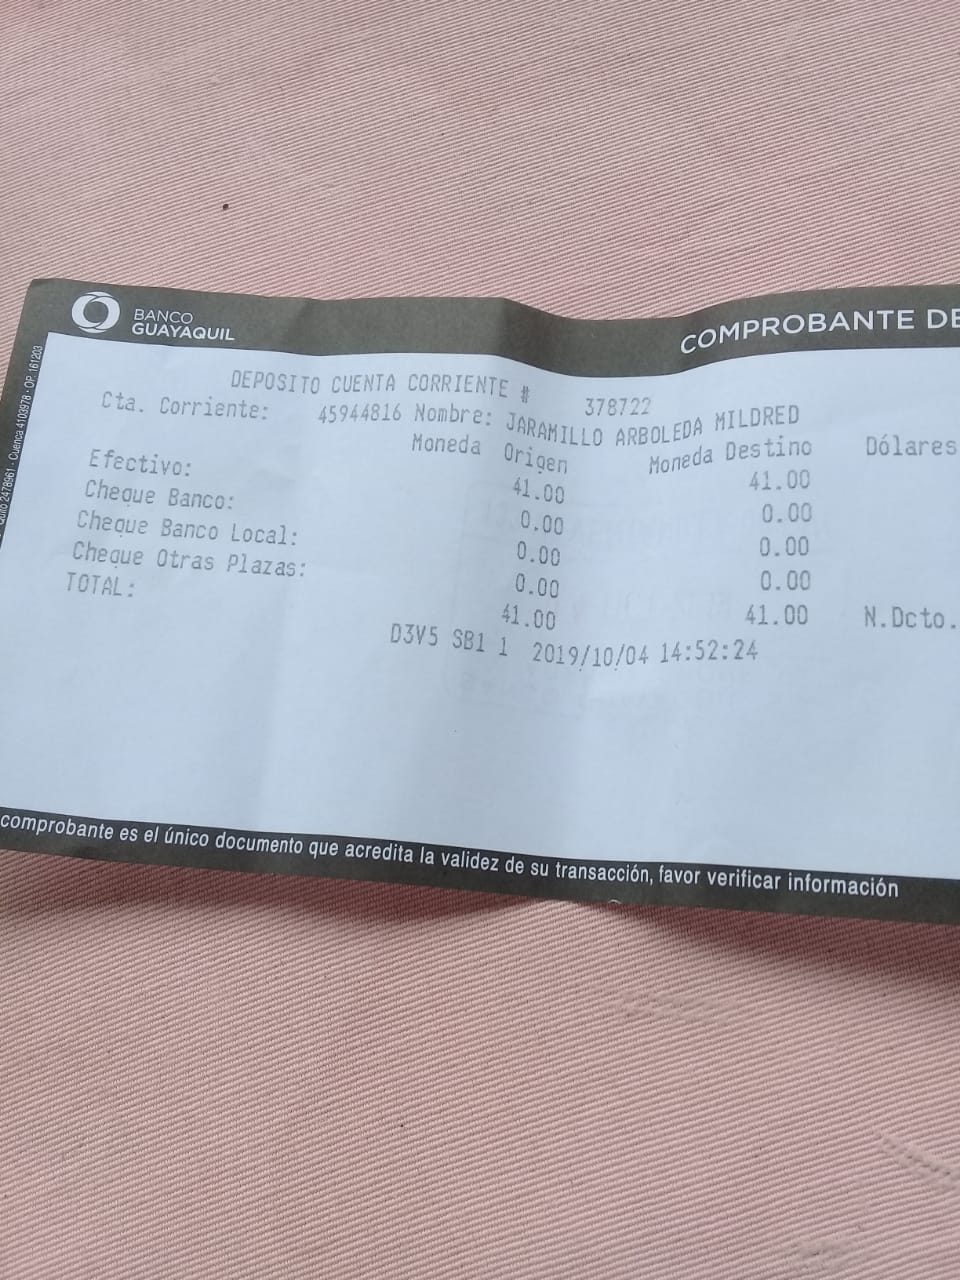 BANCO
GUAYAQUIL
COMPROBANTE DE
DEPOSITO CUENTA CORRIENTE # 378722
Cta. Corriente: 45944816 Nombre: JARAMILLO ARBOLEDA MILDRED
Moneda Origen Moneda Destino Dólares
Efectivo: 41.00 41.00
Cheque Banco: 0.00 0.00
Cheque Banco Local: 0.00 0.00
Cheque Otras Plazas: 0.00 0.00
TOTAL: 41.00 41.00 N.Dcto.
D3V5 SB1 1 2019/10/04 14:52:24
comprobante es el único documento que acredita la validez de su transacción, favor verificar información
Quito 2478961 - Cuenca 4103978 - OP. 161203